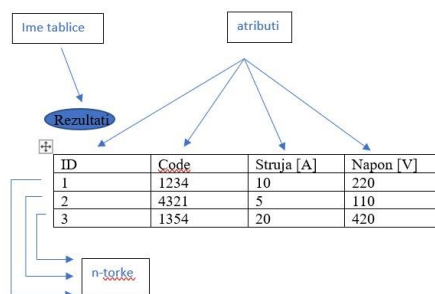 Ime tablice
atributi
Rezultati
ID Code Struja [A] Napon [V]
1 1234 10 220
2 4321 5 110
3 1354 20 420
n-torke